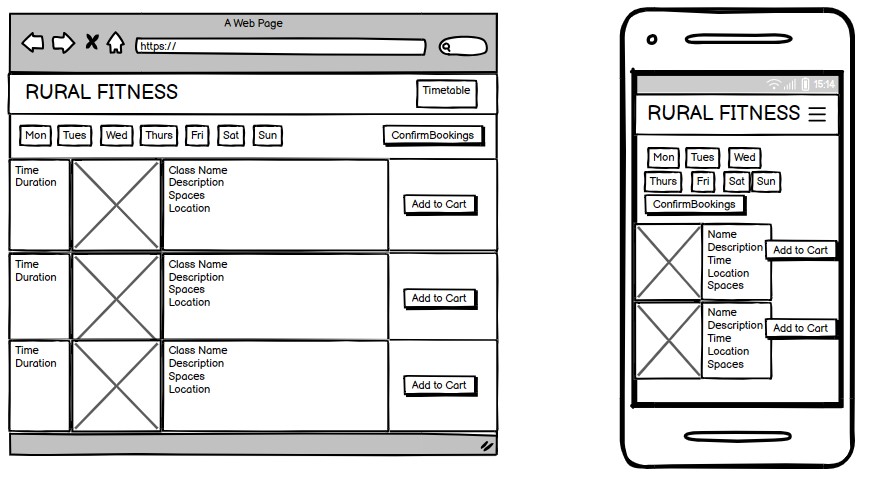 A Web Page
https://
RURAL FITNESS
Timetable
Mon Tues Wed Thurs Fri Sat Sun
ConfirmBookings
Time
Duration
Class Name
Description
Spaces
Location
Add to Cart
Time
Duration
Class Name
Description
Spaces
Location
Add to Cart
Time
Duration
Class Name
Description
Spaces
Location
Add to Cart
15:14
RURAL FITNESS
Mon Tues Wed
Thurs Fri Sat Sun
ConfirmBookings
Name
Description
Time
Location
Spaces
Add to Cart
Name
Description
Time
Location
Spaces
Add to Cart